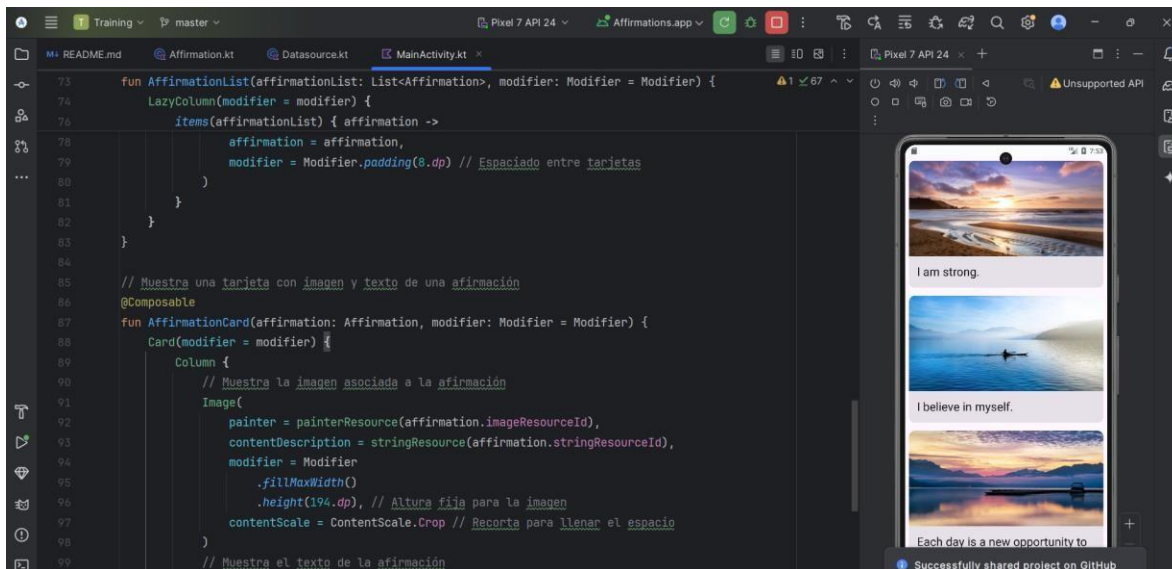 Training
master
Pixel 7 API 24
Affirmations.app
README.md
Affirmation.kt
Datasource.kt
MainActivity.kt
Pixel 7 API 24
73 fun AffirmationList(affirmationList: List<Affirmation>, modifier: Modifier = Modifier) {
1 67
74 LazyColumn(modifier = modifier) {
76 items(affirmationList) { affirmation ->
78 affirmation = affirmation,
79 modifier = Modifier.padding(8.dp) // Espaciado entre tarjetas
80 )
81 }
82 }
83 }
84
85 // Muestra una tarjeta con imagen y texto de una afirmación
86 @Composable
87 fun AffirmationCard(affirmation: Affirmation, modifier: Modifier = Modifier) {
88 Card(modifier = modifier) {
89 Column {
90 // Muestra la imagen asociada a la afirmación
91 Image(
92 painter = painterResource(affirmation.imageResourceId),
93 contentDescription = stringResource(affirmation.stringResourceId),
94 modifier = Modifier
95 .fillMaxWidth()
96 .height(194.dp), // Altura fija para la imagen
97 contentScale = ContentScale.Crop // Recorta para llenar el espacio
98 )
99 // Muestra el texto de la afirmación
Unsupported API
7:53
I am strong.
I believe in myself.
Each day is a new opportunity to
Successfully shared project on GitHub